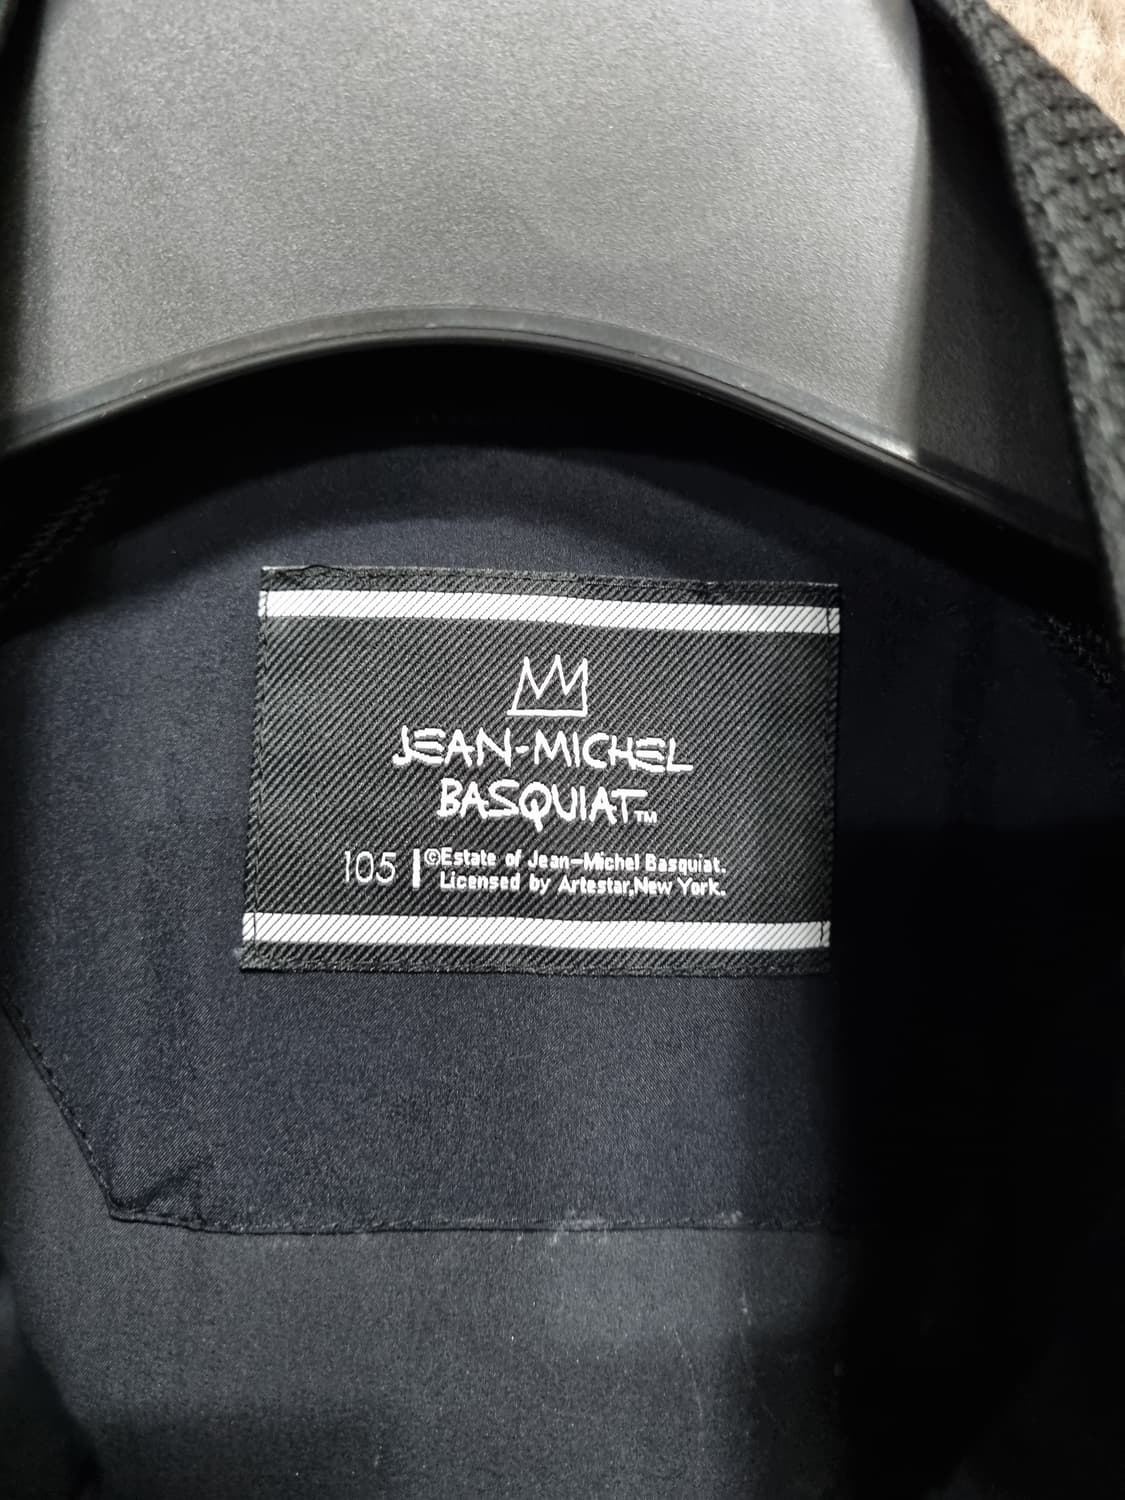 JEAN-MICHEL
BASQUIAT™
105 | ©Estate of Jean-Michel Basquiat.
Licensed by Artestar,New York.